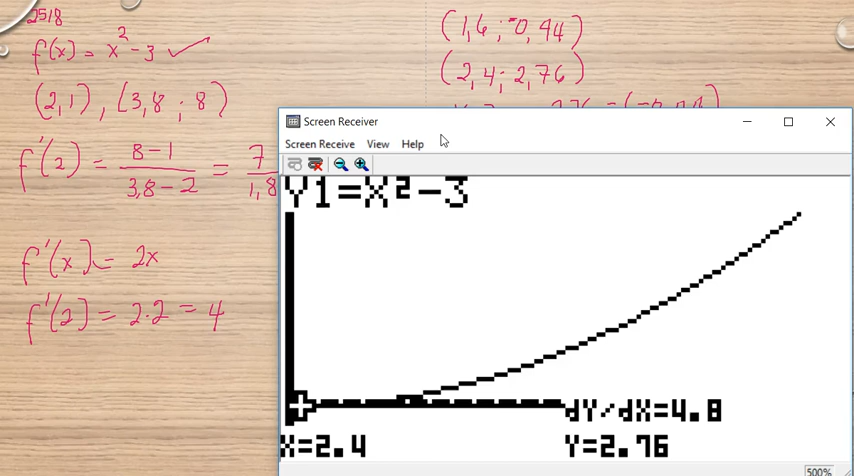 2518
f(x) = x² - 3 ✓
(2,1), (3,8 ; 8)
f'(2) = 8-1 / 3,8-2 = 7 / 1,8
f'(x) = 2x
f'(2) = 2·2 = 4
(1,6 ; -0,94)
(2,4 ; 2,76)
Screen Receiver
Screen Receive View Help
Y1=X²-3
dY/dX=4.8
X=2.4 Y=2.76
500%